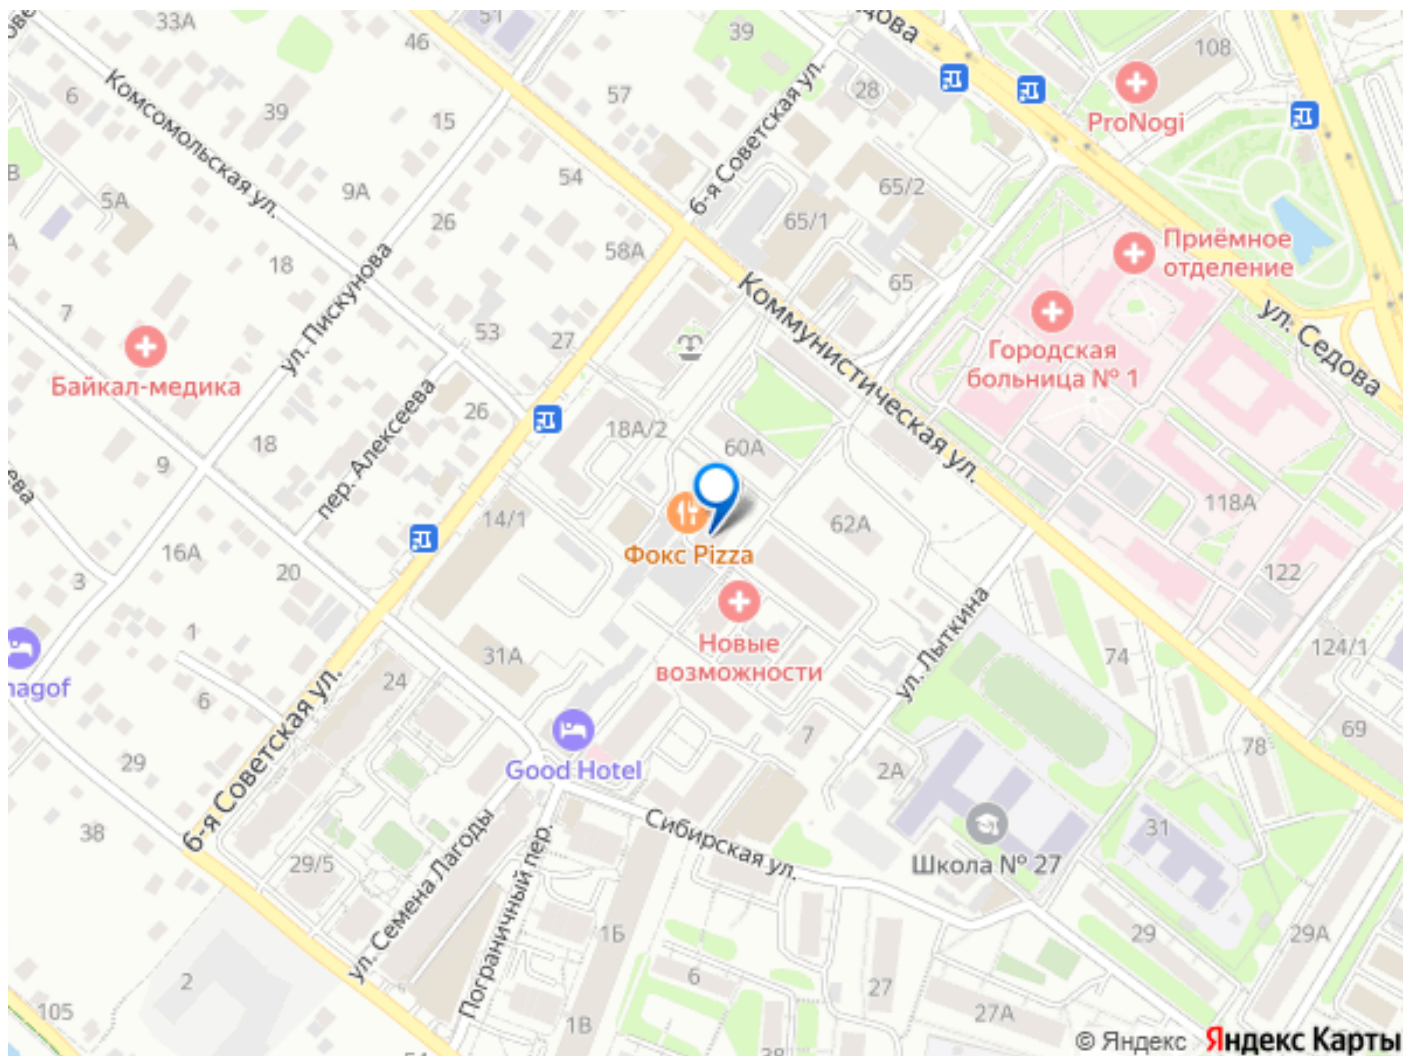 33А
51
46
39
дова
108
ProNogi
28
57
6
Комсомольская ул.
39
15
6-я Советская ул.
54
65/2
9А
5А
26
58А
65/1
65
Приёмное
отделение
18
ул. Пискунова
7
53
27
Коммунистическая ул.
Городская
больница № 1
ул. Седова
Байкал-медика
пер. Алексеева
26
18А/2
60А
18
9
ева
14/1
62А
118А
Фокс Pizza
16А
3
20
122
1
31А
Новые
возможности
ул. Лыткина
74
124/1
nagof
24
6
6-я Советская ул.
7
69
78
29
Good Hotel
2А
38
Сибирская ул.
31
29/5
ул. Семена Лагоды
Пограничный пер.
Школа № 27
1Б
29
29А
2
6
27
105
1В
27А
38
© Яндекс Яндекс Карты